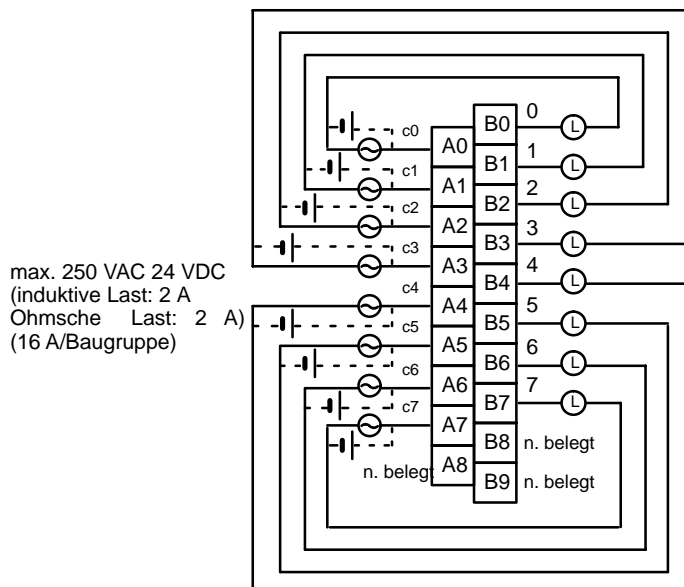 0
c0
B0
L
A0
1
c1
B1
L
A1
2
c2
B2
L
A2
3
c3
B3
L
A3
4
c4
B4
L
A4
5
c5
B5
L
A5
6
c6
B6
L
A6
7
c7
B7
L
A7
B8 n. belegt
n. belegt A8
B9 n. belegt
max. 250 VAC 24 VDC
(induktive Last: 2 A
Ohmsche Last: 2 A)
(16 A/Baugruppe)